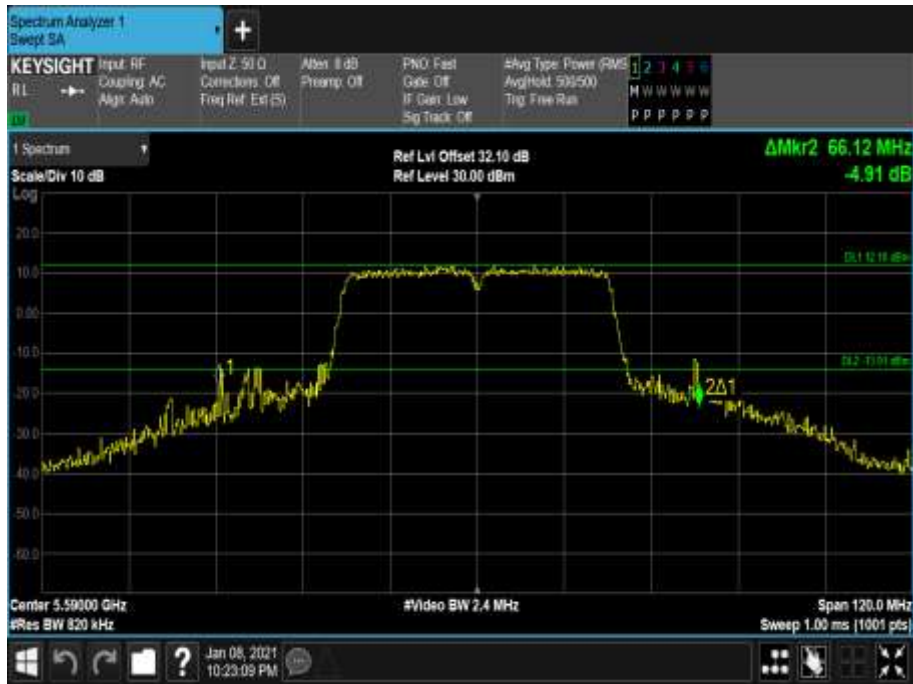 Spectrum Analyzer 1
Swept SA
+
KEYSIGHT
RL
Input: RF
Coupling: AC
Align: Auto
Input Z: 50 Ω
Corrections: Off
Freq Ref: Ext (S)
Atten: 8 dB
Preamp: Off
PNO: Fast
Gate: Off
IF Gain: Low
Sig Track: Off
#Avg Type: Power (RMS
Avg|Hold: 500/500
Trig: Free Run
1 2 3 4 5 6
M W W W W W
P P P P P P
1 Spectrum
Scale/Div 10 dB
Ref Lvl Offset 32.10 dB
Ref Level 30.00 dBm
ΔMkr2 66.12 MHz
-4.91 dB
Log
20.0
DL1 12.10 dBm
10.0
0.00
-10.0
1
2Δ1
-20.0
-30.0
-40.0
-50.0
-60.0
Center 5.59000 GHz
#Video BW 2.4 MHz
Span 120.0 MHz
#Res BW 820 kHz
Sweep 1.00 ms (1001 pts)
?
Jan 08, 2021
10:23:09 PM